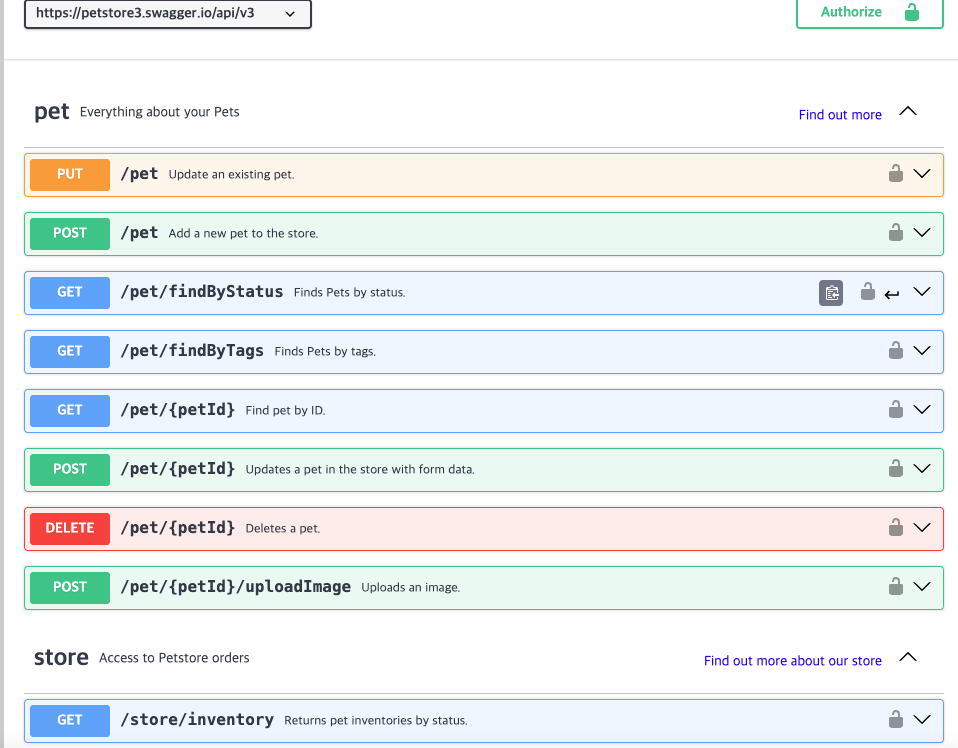 https://petstore3.swagger.io/api/v3
Authorize
pet Everything about your Pets
Find out more
PUT /pet Update an existing pet.
POST /pet Add a new pet to the store.
GET /pet/findByStatus Finds Pets by status.
GET /pet/findByTags Finds Pets by tags.
GET /pet/{petId} Find pet by ID.
POST /pet/{petId} Updates a pet in the store with form data.
DELETE /pet/{petId} Deletes a pet.
POST /pet/{petId}/uploadImage Uploads an image.
store Access to Petstore orders
Find out more about our store
GET /store/inventory Returns pet inventories by status.